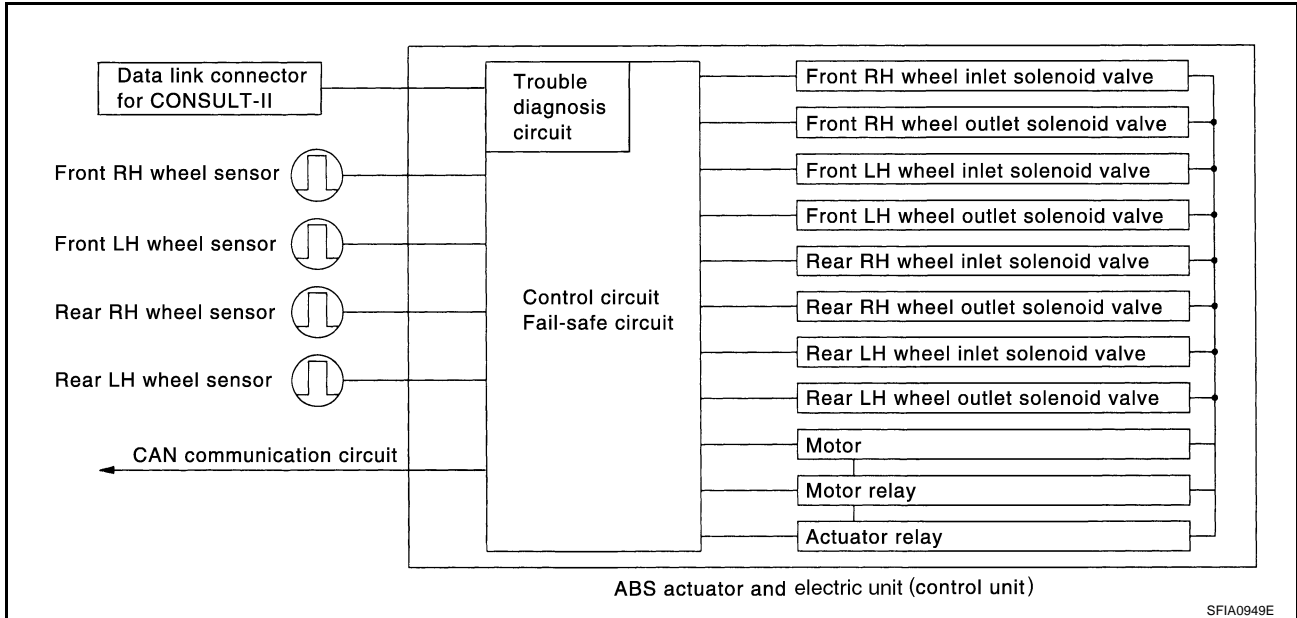 Data link connector
for CONSULT-II
Front RH wheel sensor
Front LH wheel sensor
Rear RH wheel sensor
Rear LH wheel sensor
CAN communication circuit
Trouble
diagnosis
circuit
Control circuit
Fail-safe circuit
Front RH wheel inlet solenoid valve
Front RH wheel outlet solenoid valve
Front LH wheel inlet solenoid valve
Front LH wheel outlet solenoid valve
Rear RH wheel inlet solenoid valve
Rear RH wheel outlet solenoid valve
Rear LH wheel inlet solenoid valve
Rear LH wheel outlet solenoid valve
Motor
Motor relay
Actuator relay
ABS actuator and electric unit (control unit)
SFIA0949E